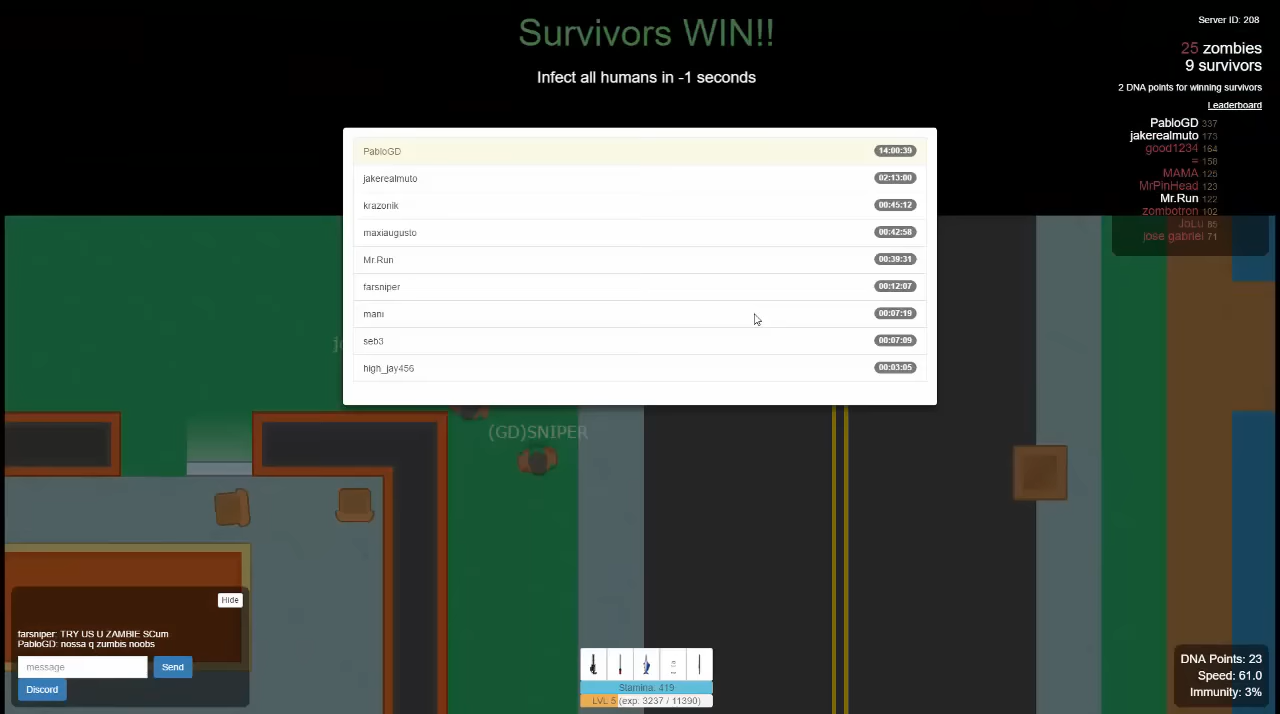 Survivors WIN!!
Infect all humans in -1 seconds
Server ID: 208
25 zombies
9 survivors
2 DNA points for winning survivors
Leaderboard
PabloGD 337
jakerealmuto 173
good1234 164
= 158
MAMA 126
MrPinHead 123
Mr.Run 122
zombotron 102
JoLu 85
jose gabriel 71
PabloGD 14:00:39
jakerealmuto 02:13:00
krazonik 00:45:12
maxiaugusto 00:42:58
Mr.Run 00:39:31
farsniper 00:12:07
mani 00:07:19
seb3 00:07:09
high_jay456 00:03:05
(GD)SNIPER
Hide
farsniper: TRY US U ZAMBIE SCum
PabloGD: nossa q zumbis noobs
message
Send
Discord
Stamina: 419
LVL 5 (exp: 3237 / 11390)
DNA Points: 23
Speed: 61.0
Immunity: 3%